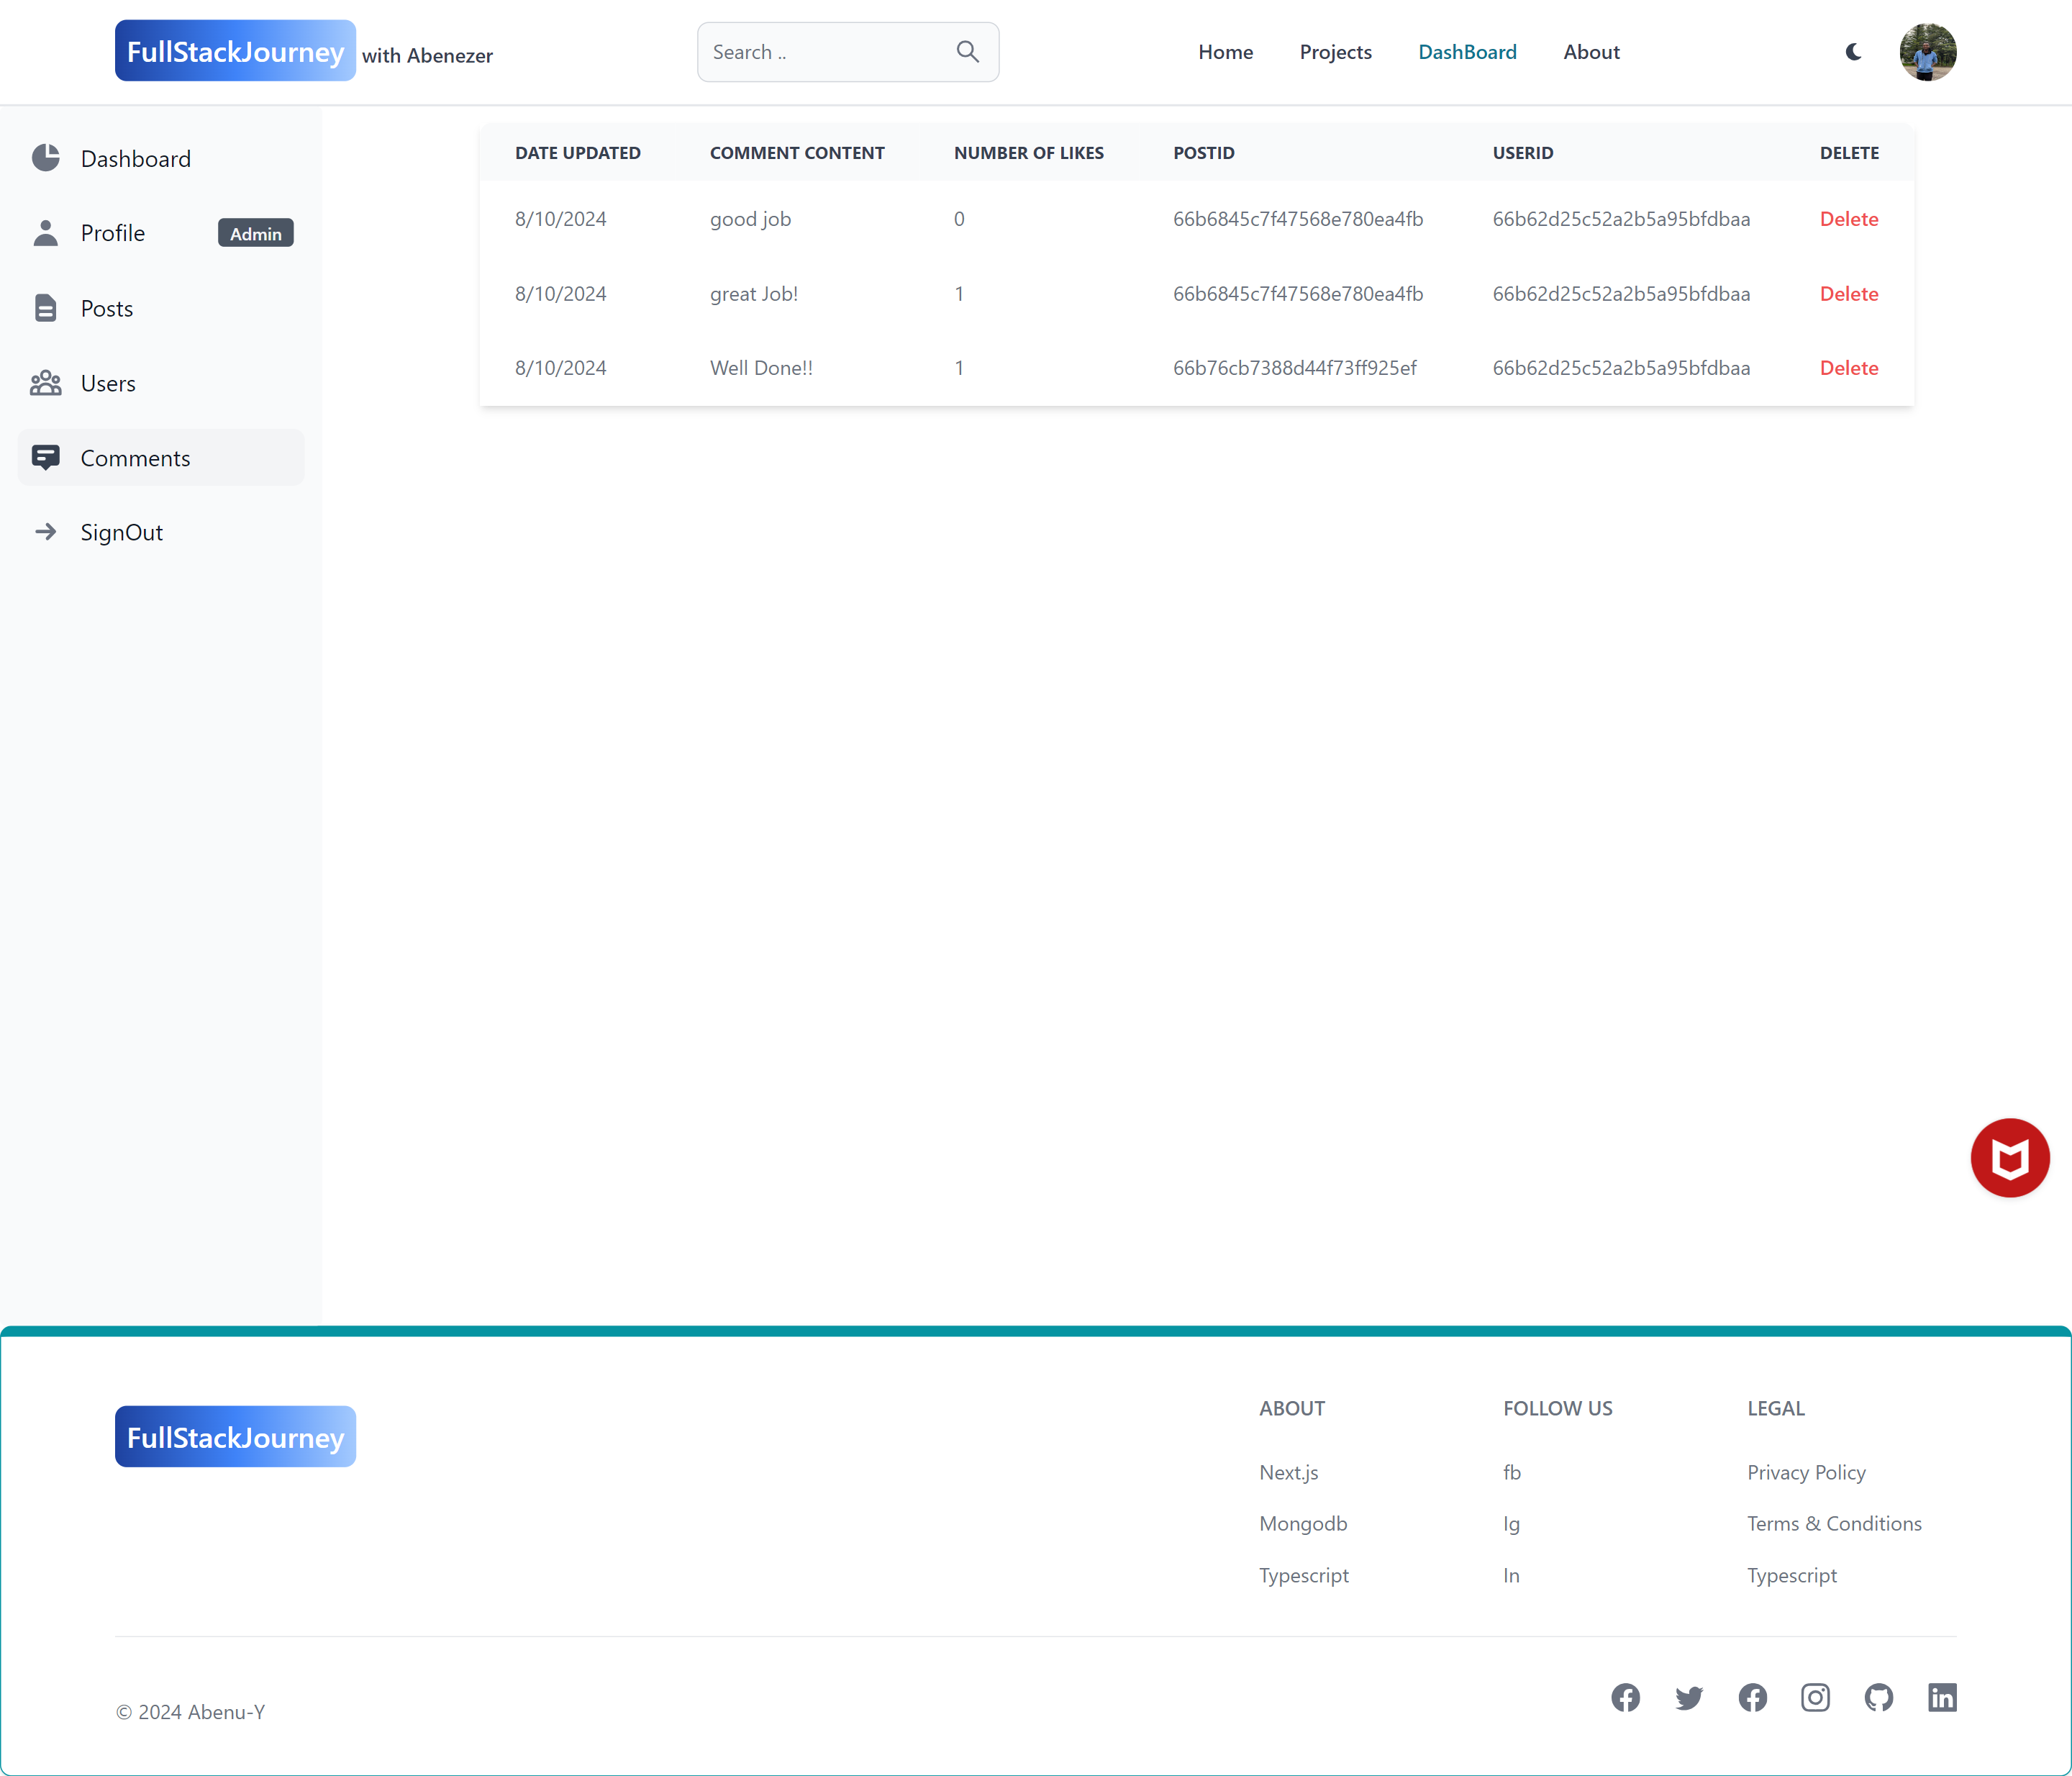 FullStackJourney with Abenezer
Search ..
Home Projects DashBoard About
Dashboard
Profile Admin
Posts
Users
Comments
SignOut
DATE UPDATED COMMENT CONTENT NUMBER OF LIKES POSTID USERID DELETE
8/10/2024 good job 0 66b6845c7f47568e780ea4fb 66b62d25c52a2b5a95bfdbaa Delete
8/10/2024 great Job! 1 66b6845c7f47568e780ea4fb 66b62d25c52a2b5a95bfdbaa Delete
8/10/2024 Well Done!! 1 66b76cb7388d44f73ff925ef 66b62d25c52a2b5a95bfdbaa Delete
FullStackJourney
ABOUT
Next.js
Mongodb
Typescript
FOLLOW US
fb
Ig
In
LEGAL
Privacy Policy
Terms & Conditions
Typescript
© 2024 Abenu-Y